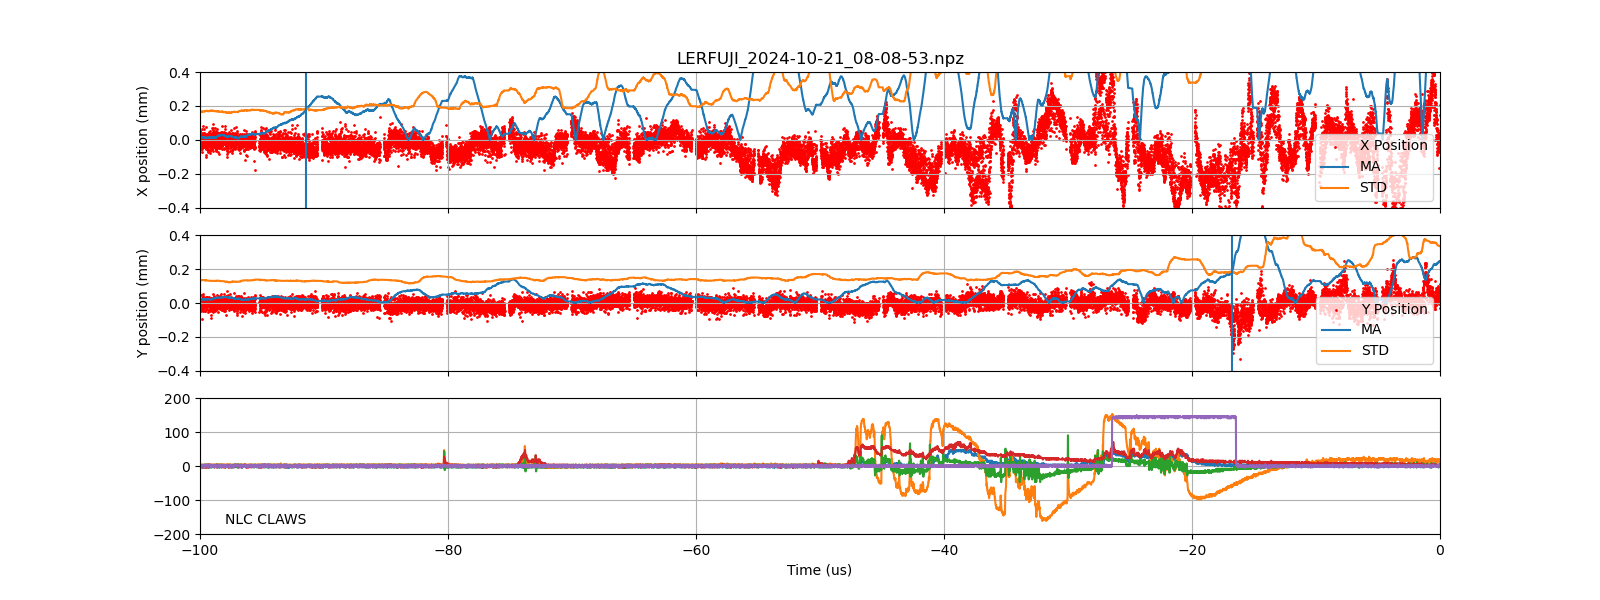 LERFUJI_2024-10-21_08-08-53.npz
X position (mm)
0.4
0.2
0.0
−0.2
−0.4
X Position
MA
STD
Y position (mm)
0.4
0.2
0.0
−0.2
−0.4
Y Position
MA
STD
200
100
0
−100
−200
NLC CLAWS
−100 −80 −60 −40 −20 0
Time (us)